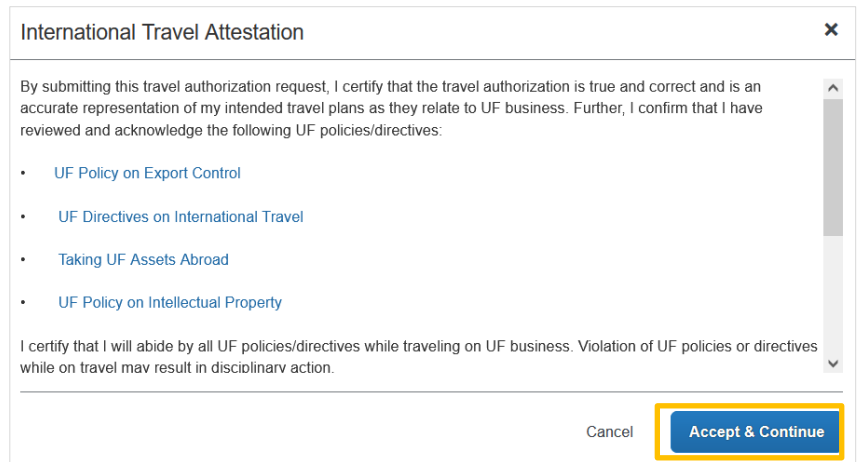 International Travel Attestation
By submitting this travel authorization request, I certify that the travel authorization is true and correct and is an
accurate representation of my intended travel plans as they relate to UF business. Further, I confirm that I have
reviewed and acknowledge the following UF policies/directives:
• UF Policy on Export Control
• UF Directives on International Travel
• Taking UF Assets Abroad
• UF Policy on Intellectual Property
I certify that I will abide by all UF policies/directives while traveling on UF business. Violation of UF policies or directives
while on travel may result in disciplinary action.
Cancel Accept & Continue